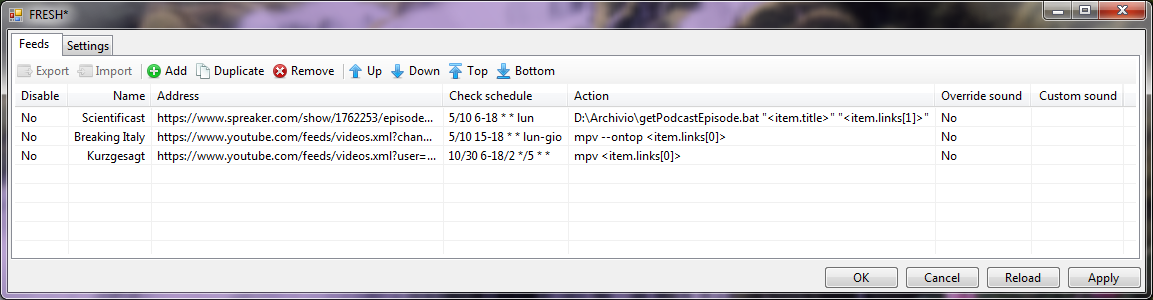 FRESH*
Feeds Settings
Export Import Add Duplicate Remove Up Down Top Bottom
Disable Name Address Check schedule Action Override sound Custom sound
No Scientificast https://www.spreaker.com/show/1762253/episode... 5/10 6-18 * * lun D:\Archivio\getPodcastEpisode.bat "<item.title>" "<item.links[1]>" No
No Breaking Italy https://www.youtube.com/feeds/videos.xml?chan... 5/10 15-18 * * lun-gio mpv --ontop <item.links[0]> No
No Kurzgesagt https://www.youtube.com/feeds/videos.xml?user=... 10/30 6-18/2 */5 * * mpv <item.links[0]> No
OK Cancel Reload Apply